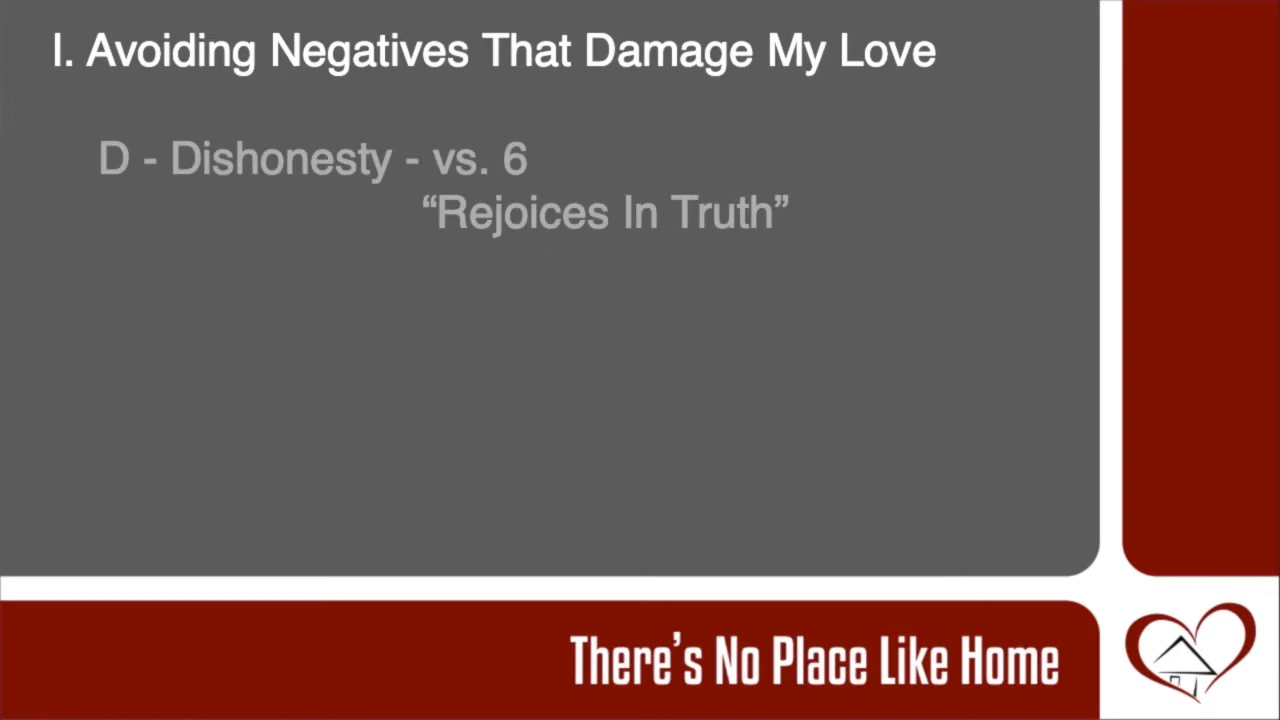 I. Avoiding Negatives That Damage My Love
D - Dishonesty - vs. 6
“Rejoices In Truth”
There’s No Place Like Home